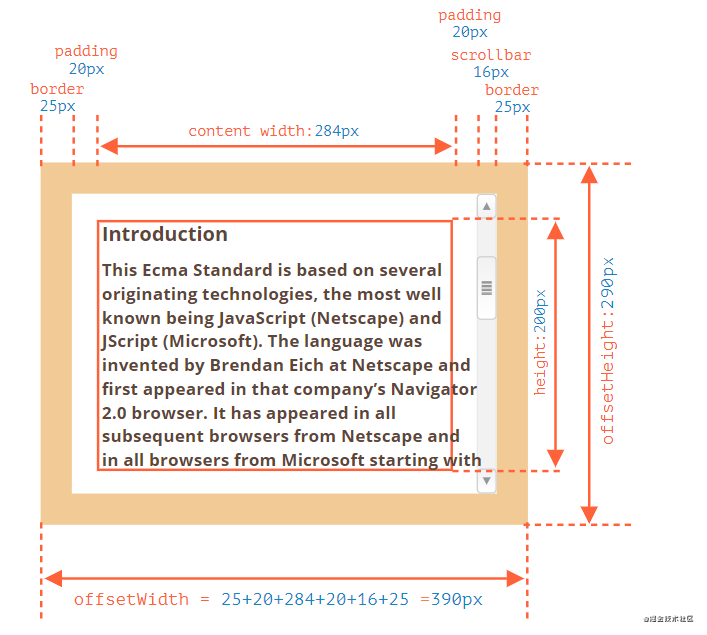 padding
20px
padding
20px
scrollbar
16px
border
25px
border
25px
content width:284px
Introduction
This Ecma Standard is based on several
originating technologies, the most well
known being JavaScript (Netscape) and
JScript (Microsoft). The language was
invented by Brendan Eich at Netscape and
first appeared in that company’s Navigator
2.0 browser. It has appeared in all
subsequent browsers from Netscape and
in all browsers from Microsoft starting with
height:200px
offsetHeight:290px
offsetWidth = 25+20+284+20+16+25 =390px
@掘金技术社区